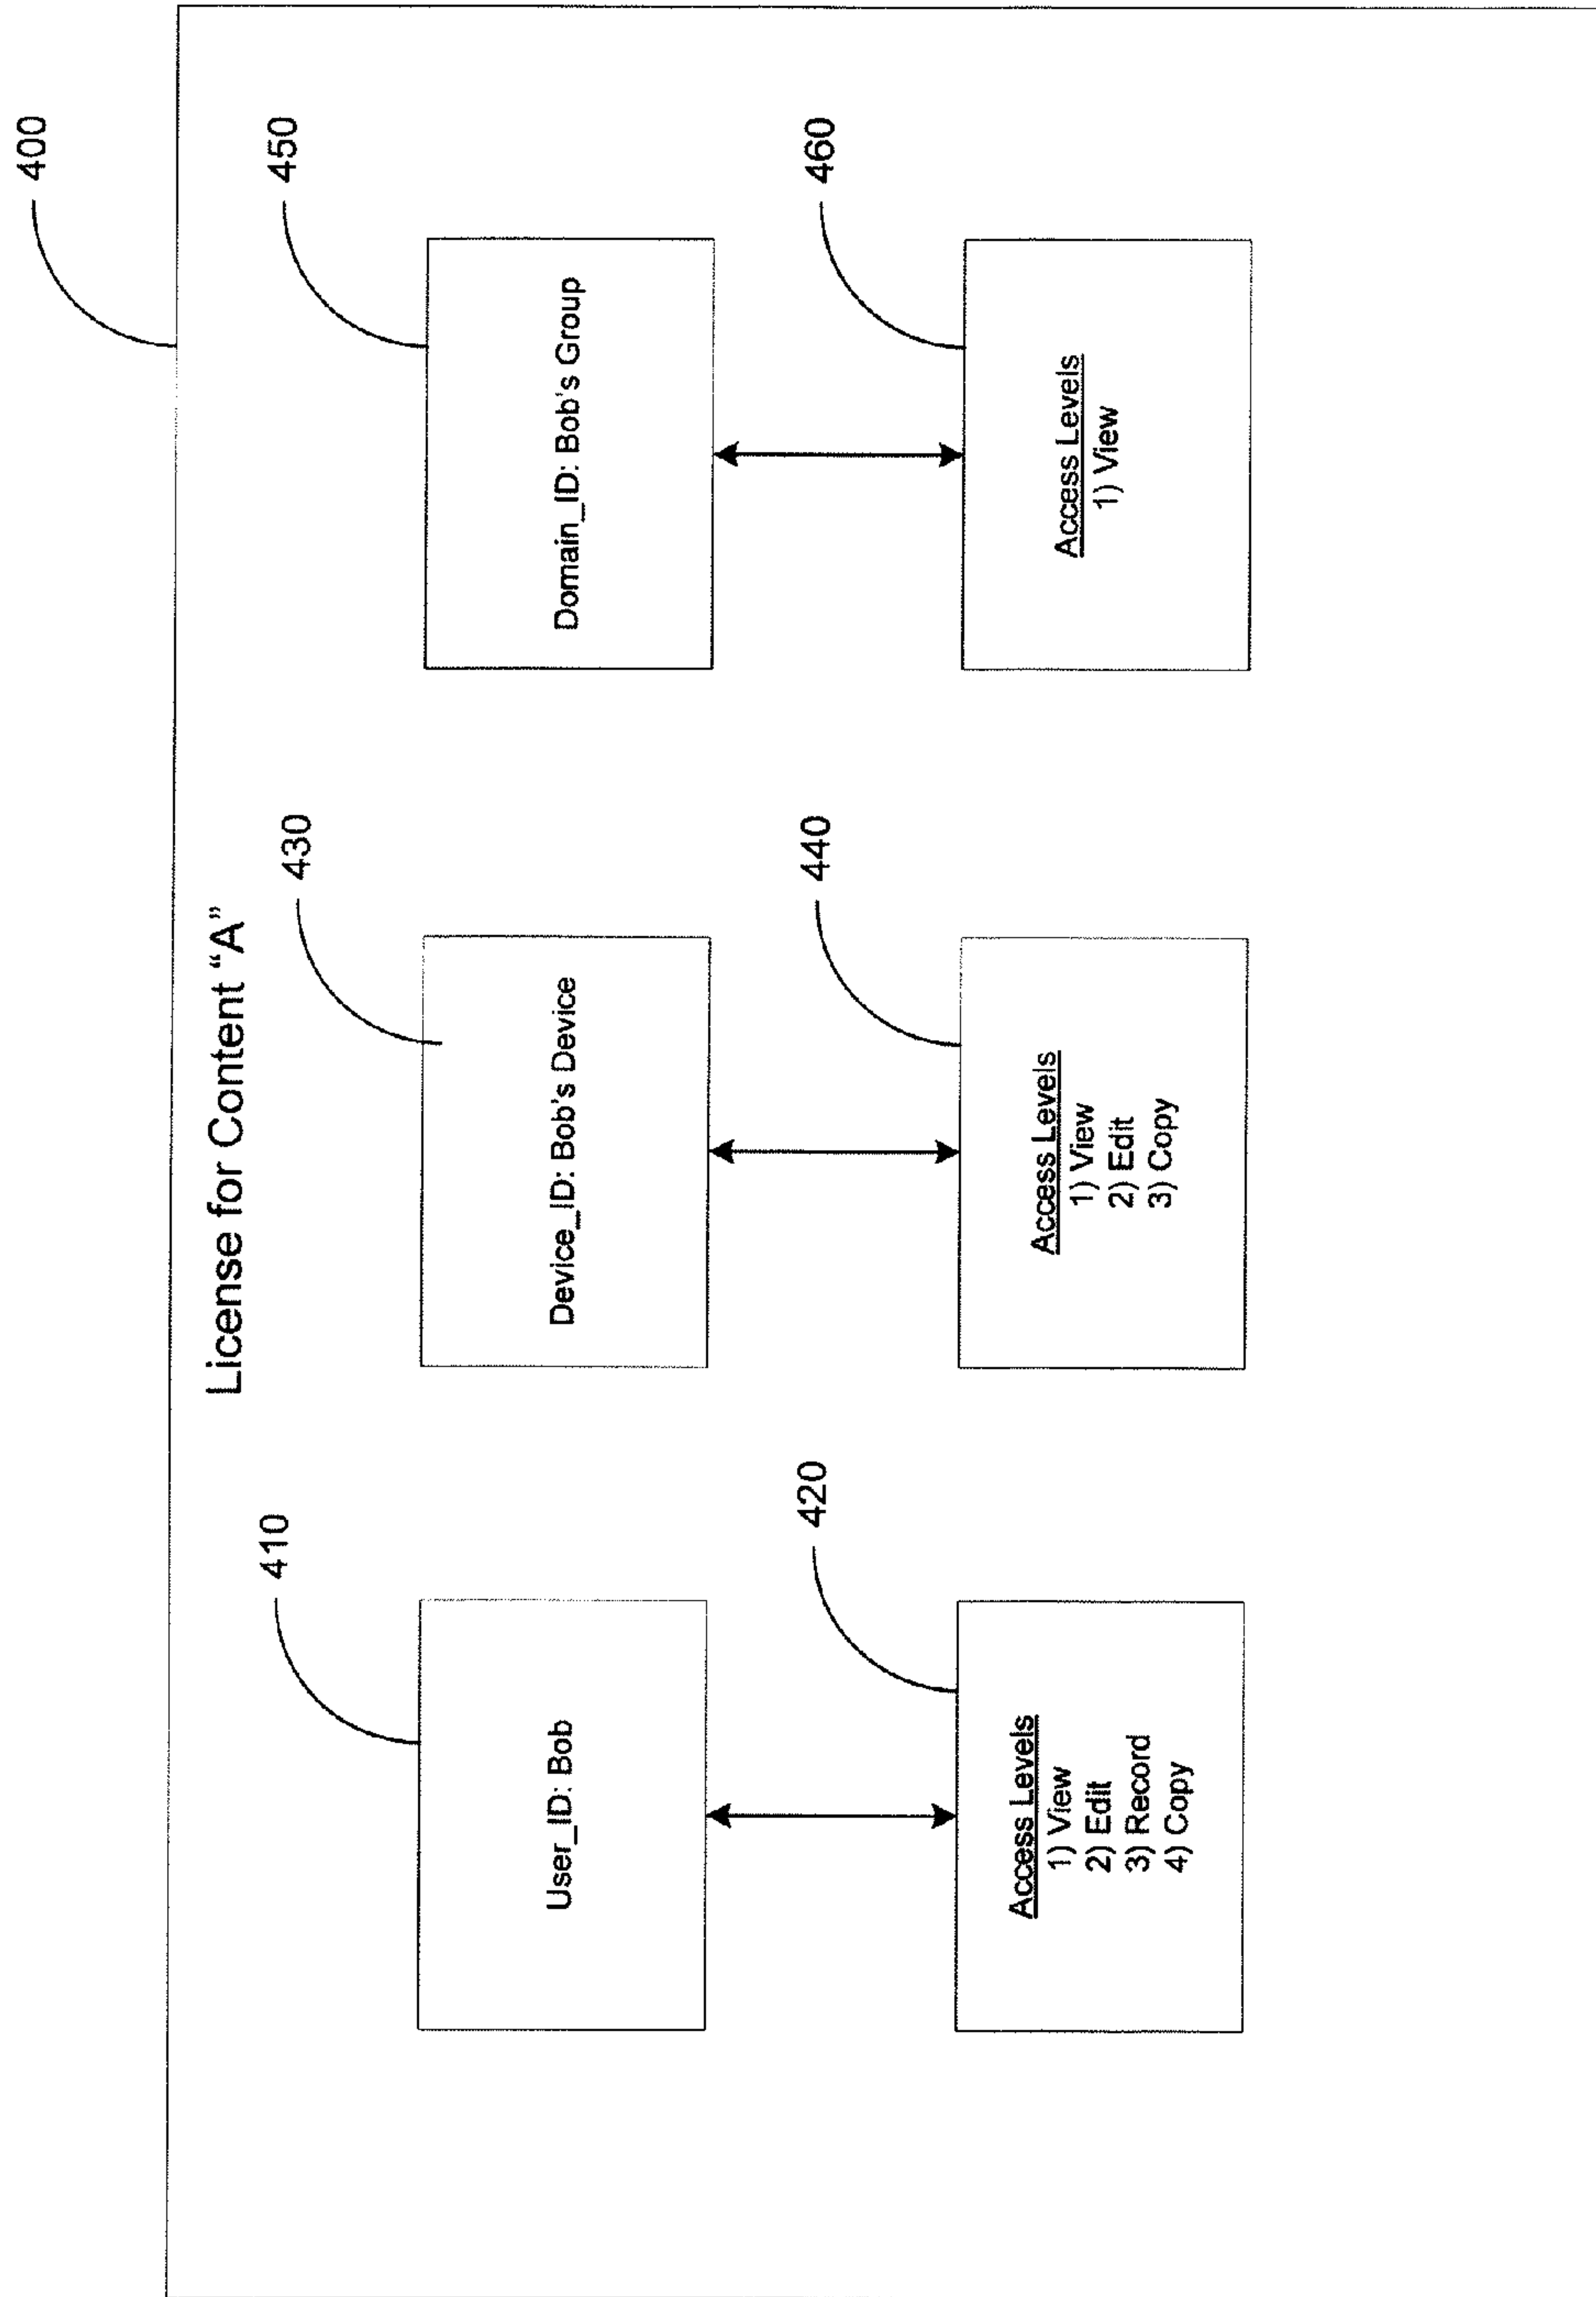 400
License for Content “A”
410
430
450
User_ID: Bob
Device_ID: Bob's Device
Domain_ID: Bob's Group
420
440
460
Access Levels
1) View
2) Edit
3) Record
4) Copy
Access Levels
1) View
2) Edit
3) Copy
Access Levels
1) View